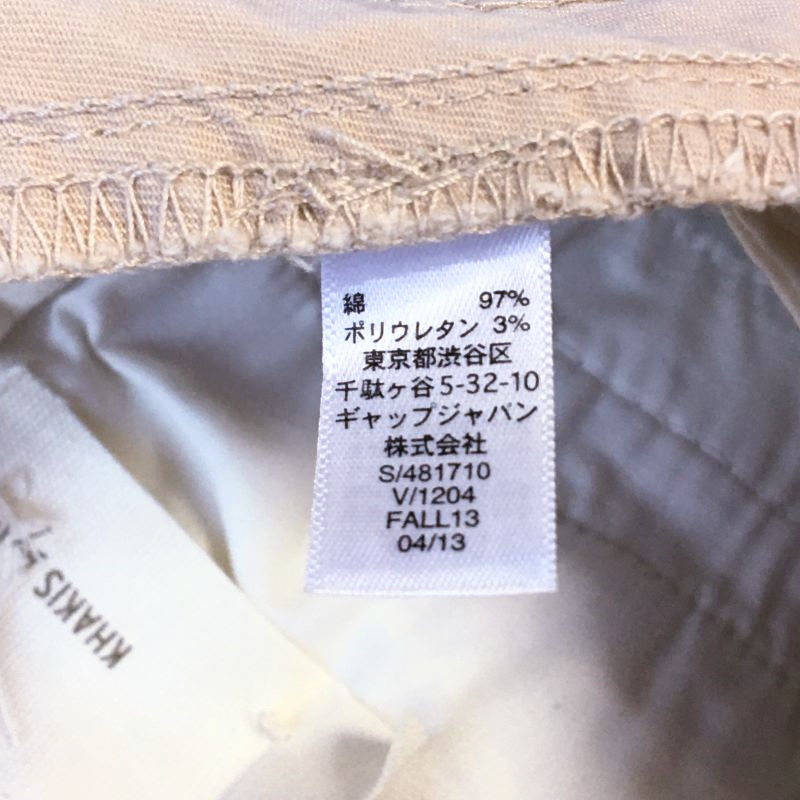 綿 97%
ポリウレタン 3%
東京都渋谷区
千駄ヶ谷5-32-10
ギャップジャパン
株式会社
S/481710
V/1204
FALL13
04/13
KHAKIS by